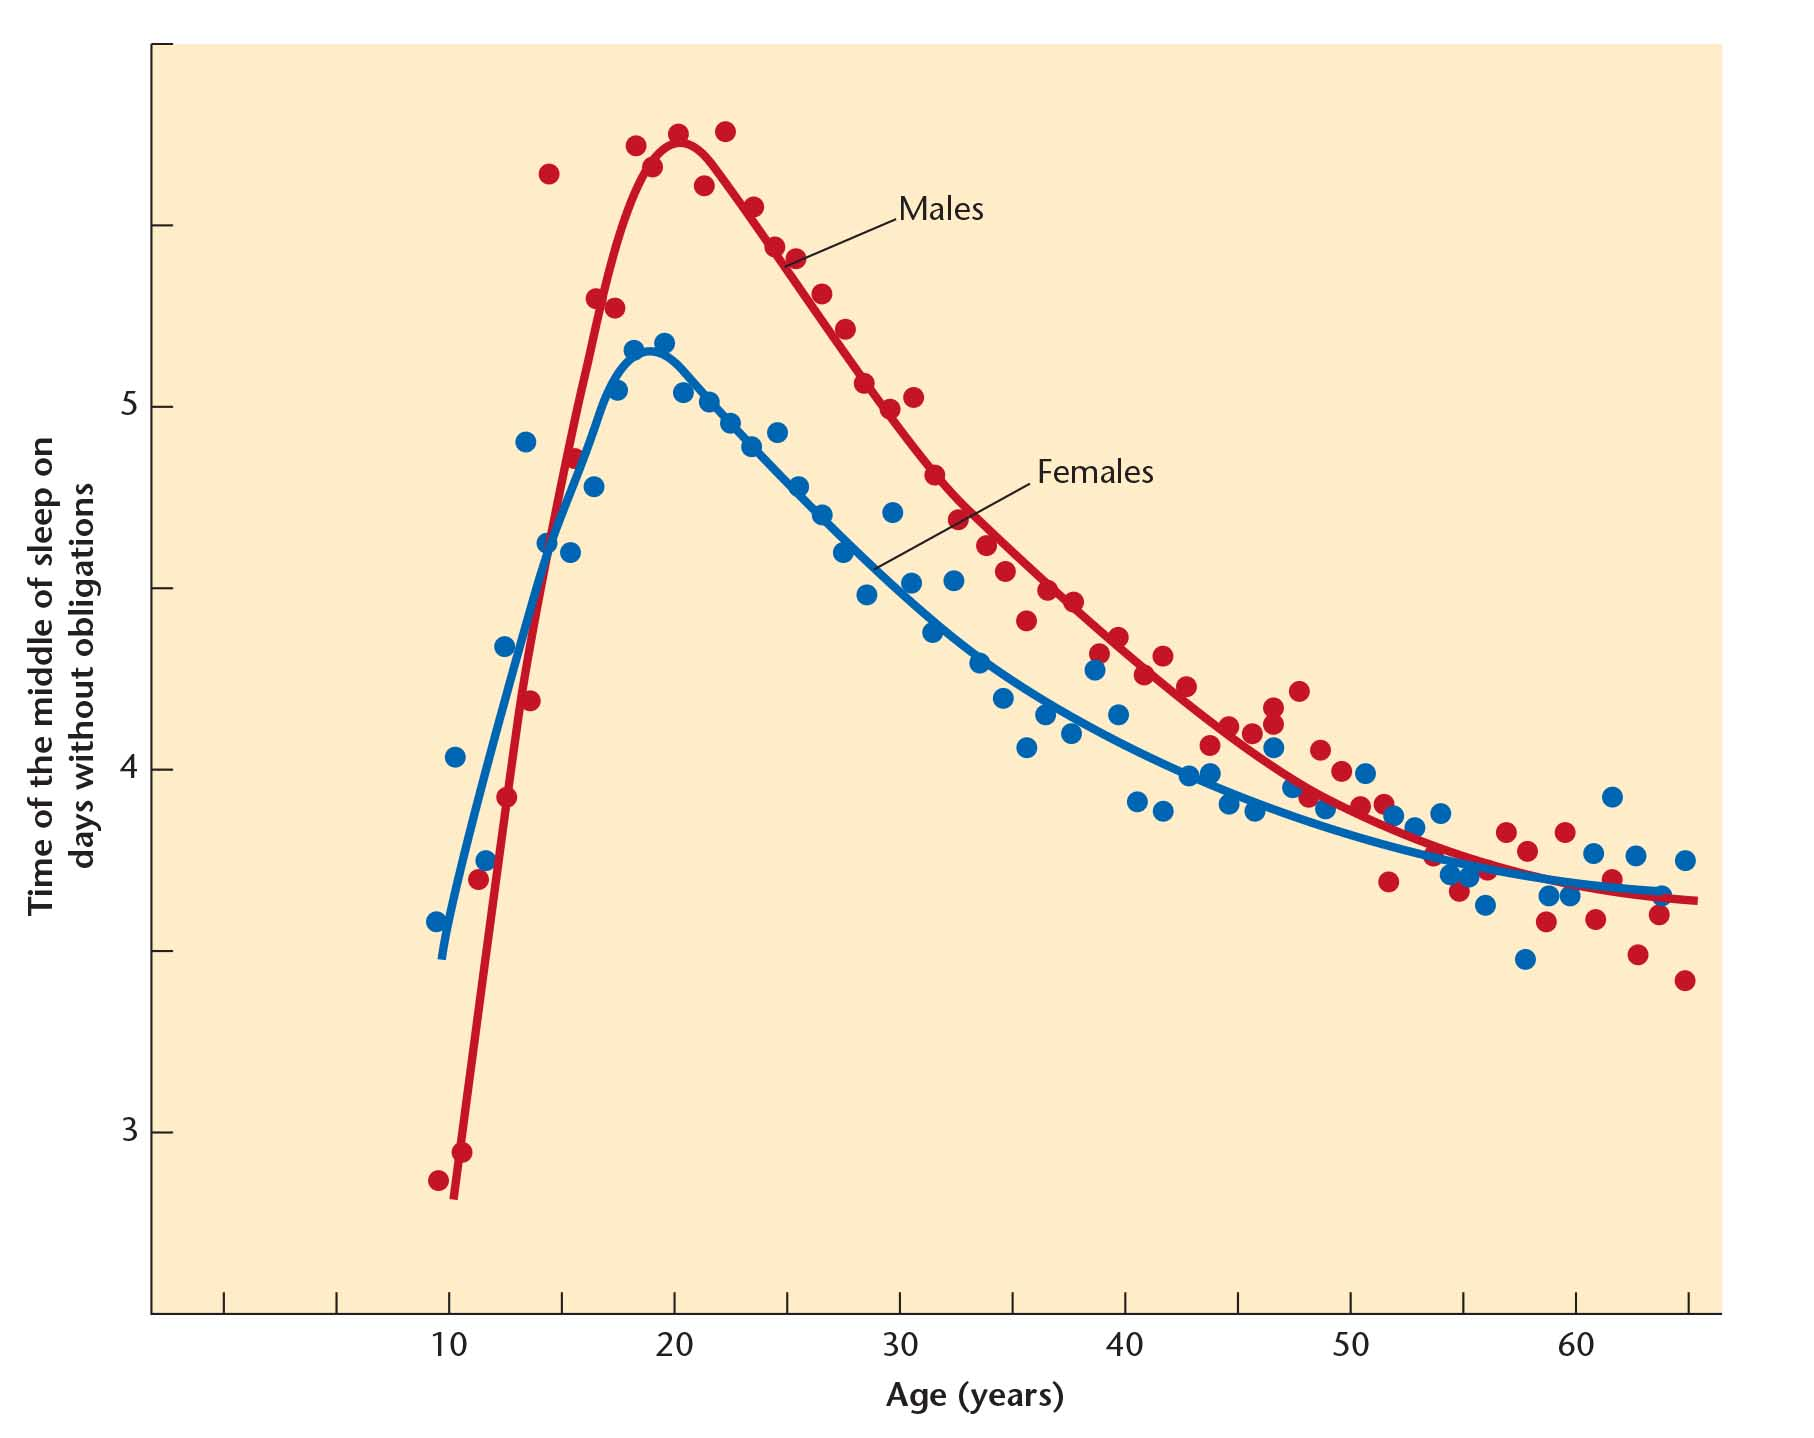 Males
Females
5
4
3
Time of the middle of sleep on
days without obligations
10 20 30 40 50 60
Age (years)